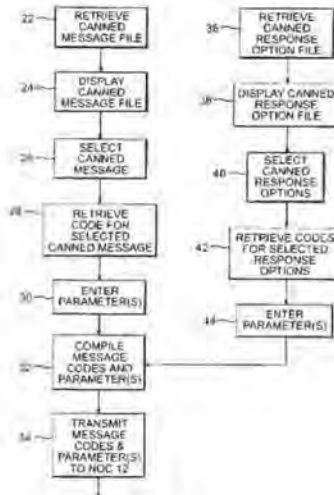 22
RETRIEVE
CANNED
MESSAGE FILE
24
DISPLAY
CANNED
MESSAGE FILE
26
SELECT
CANNED
MESSAGE
28
RETRIEVE
CODE FOR
SELECTED
CANNED MESSAGE
30
ENTER
PARAMETER(S)
32
COMPILE
MESSAGE
CODES AND
PARAMETER(S)
34
TRANSMIT
MESSAGE
CODES &
PARAMETER(S)
TO NOC 12
36
RETRIEVE
CANNED
RESPONSE
OPTION FILE
38
DISPLAY CANNED
RESPONSE
OPTION FILE
40
SELECT
CANNED
RESPONSE
OPTIONS
42
RETRIEVE CODES
FOR SELECTED
RESPONSE
OPTIONS
44
ENTER
PARAMETER(S)